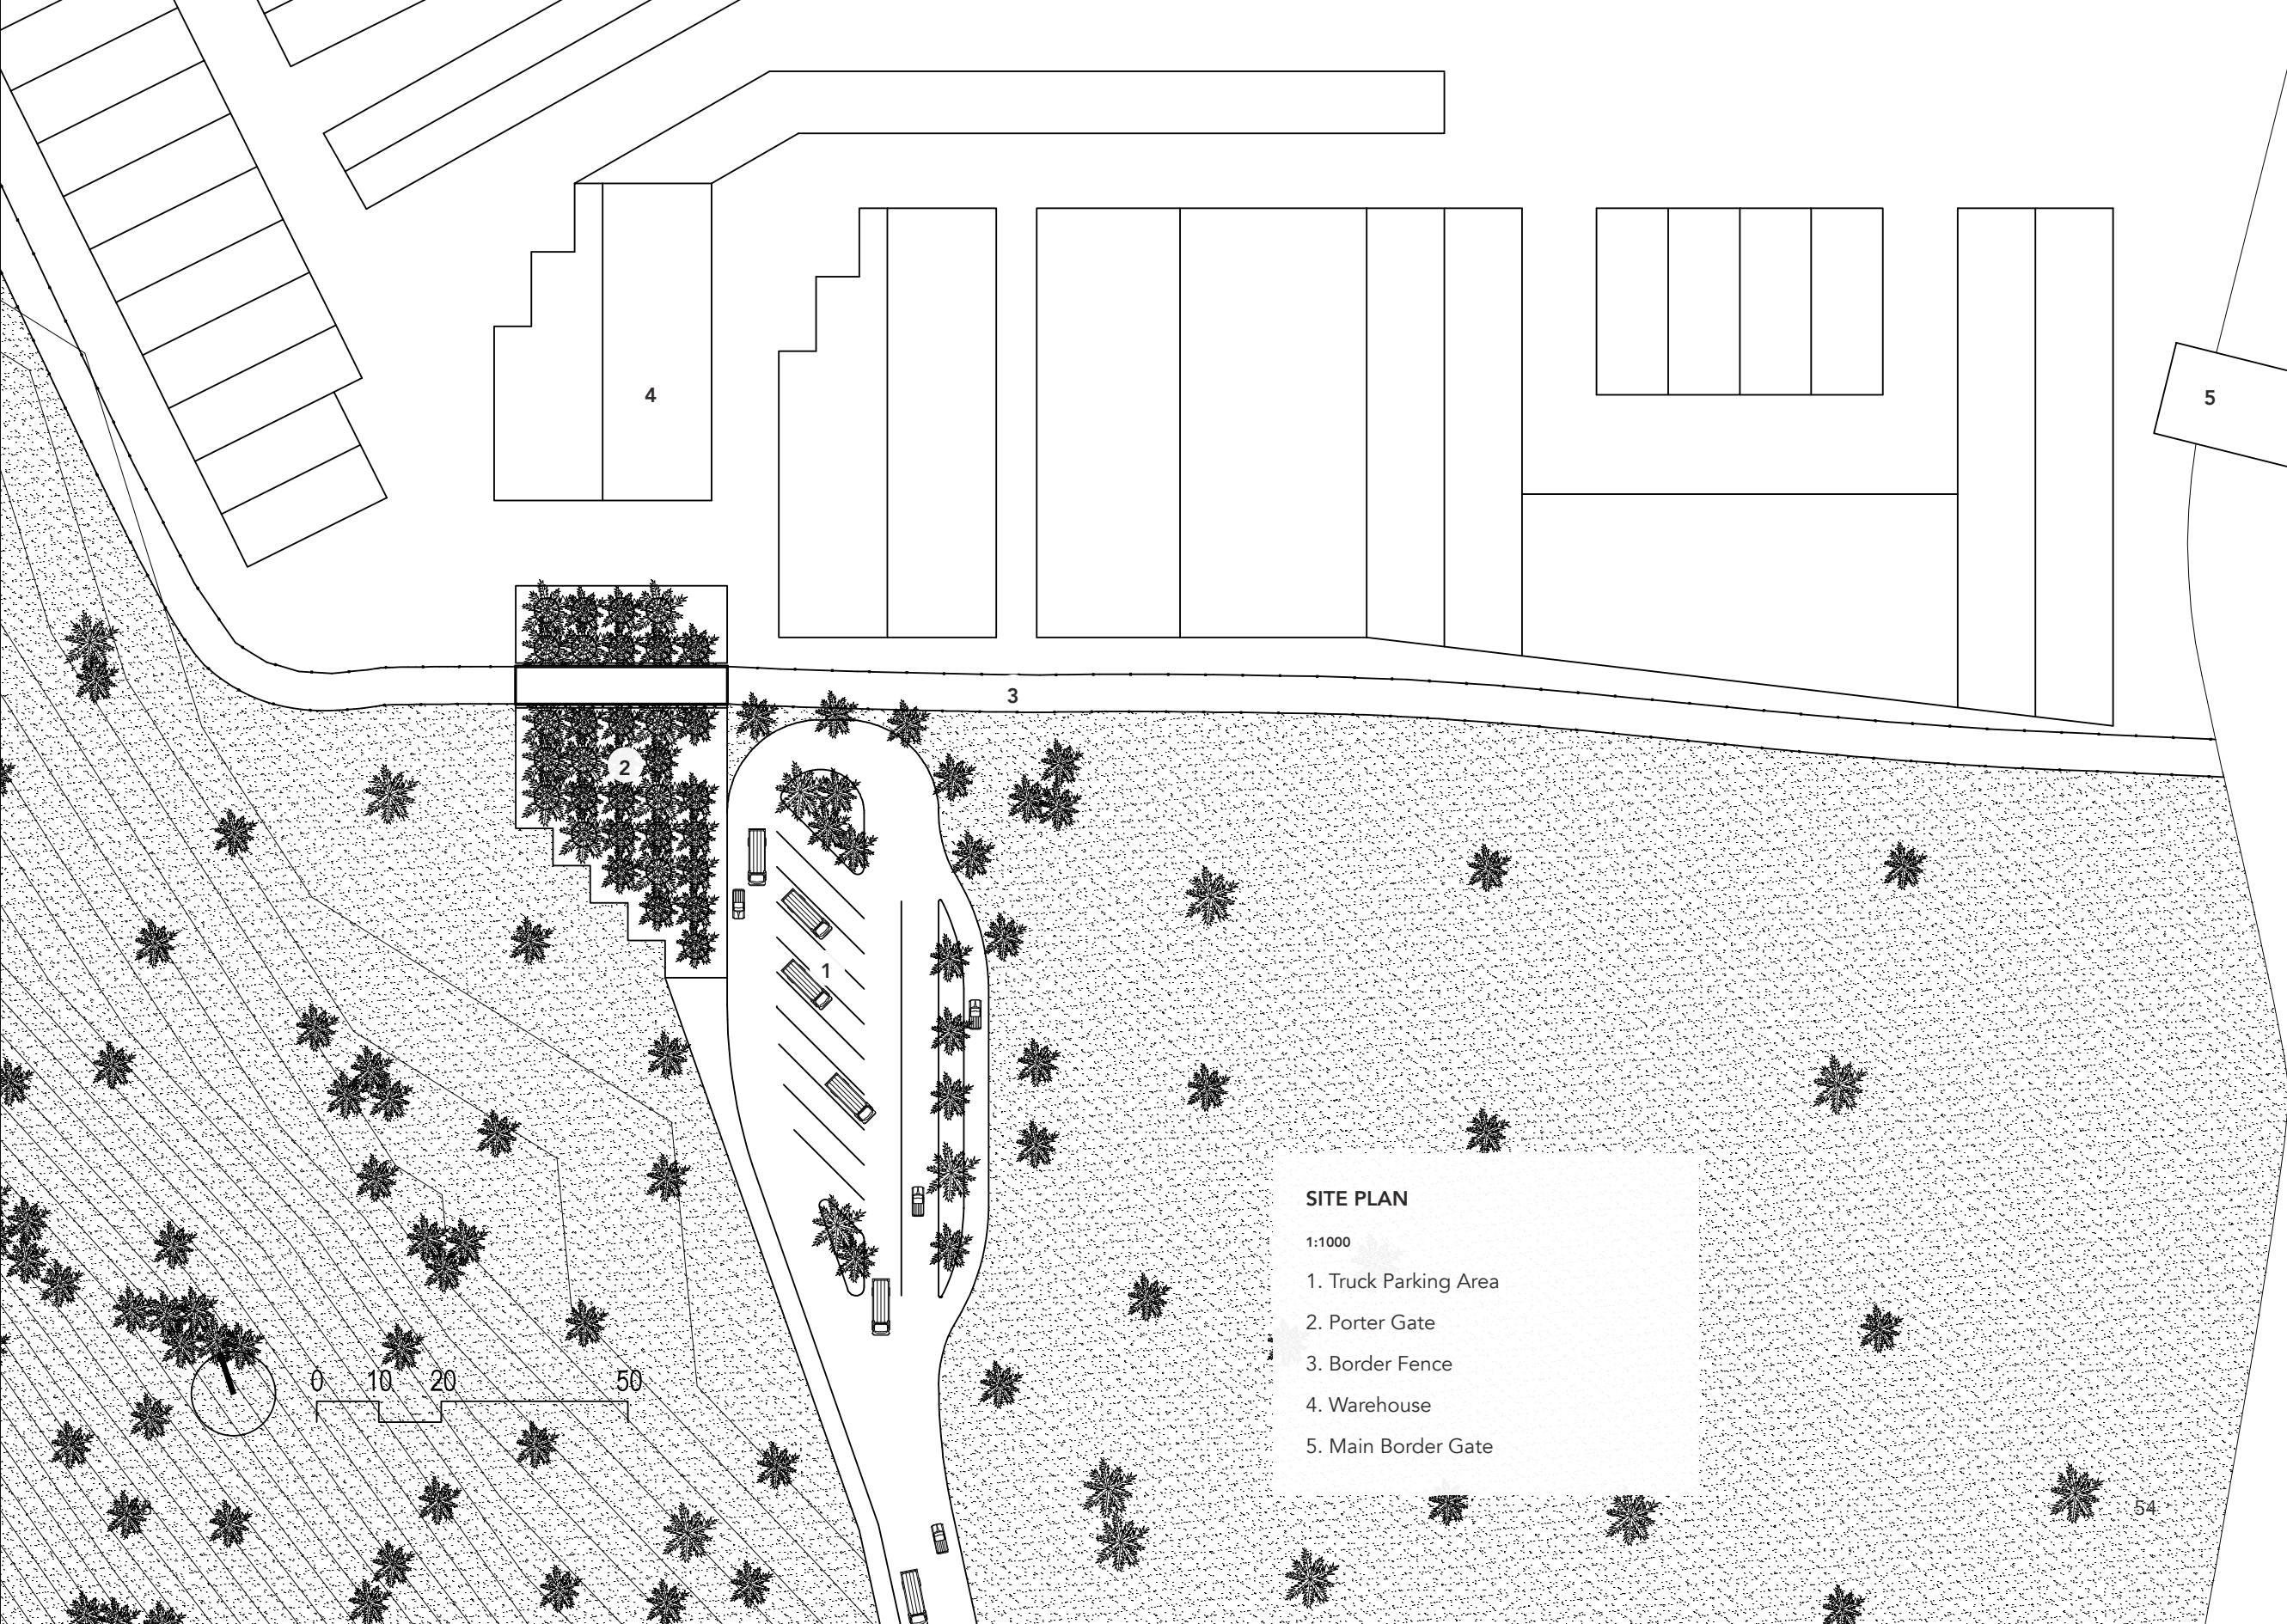 4
5
3
2
1
SITE PLAN
1:1000
1. Truck Parking Area
2. Porter Gate
3. Border Fence
4. Warehouse
5. Main Border Gate
0 10 20 50
54